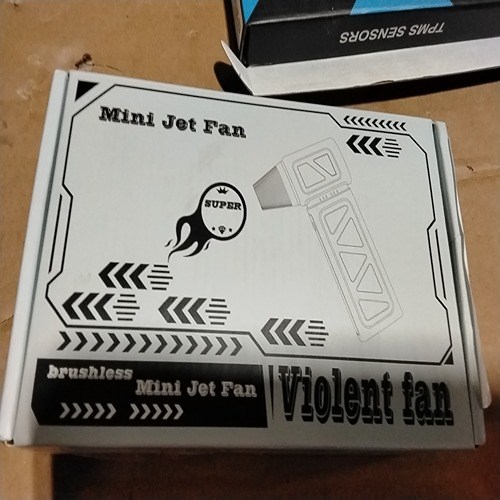 TPMS SENSORS
Mini Jet Fan
SUPER
brushless
Mini Jet Fan
Violent fan